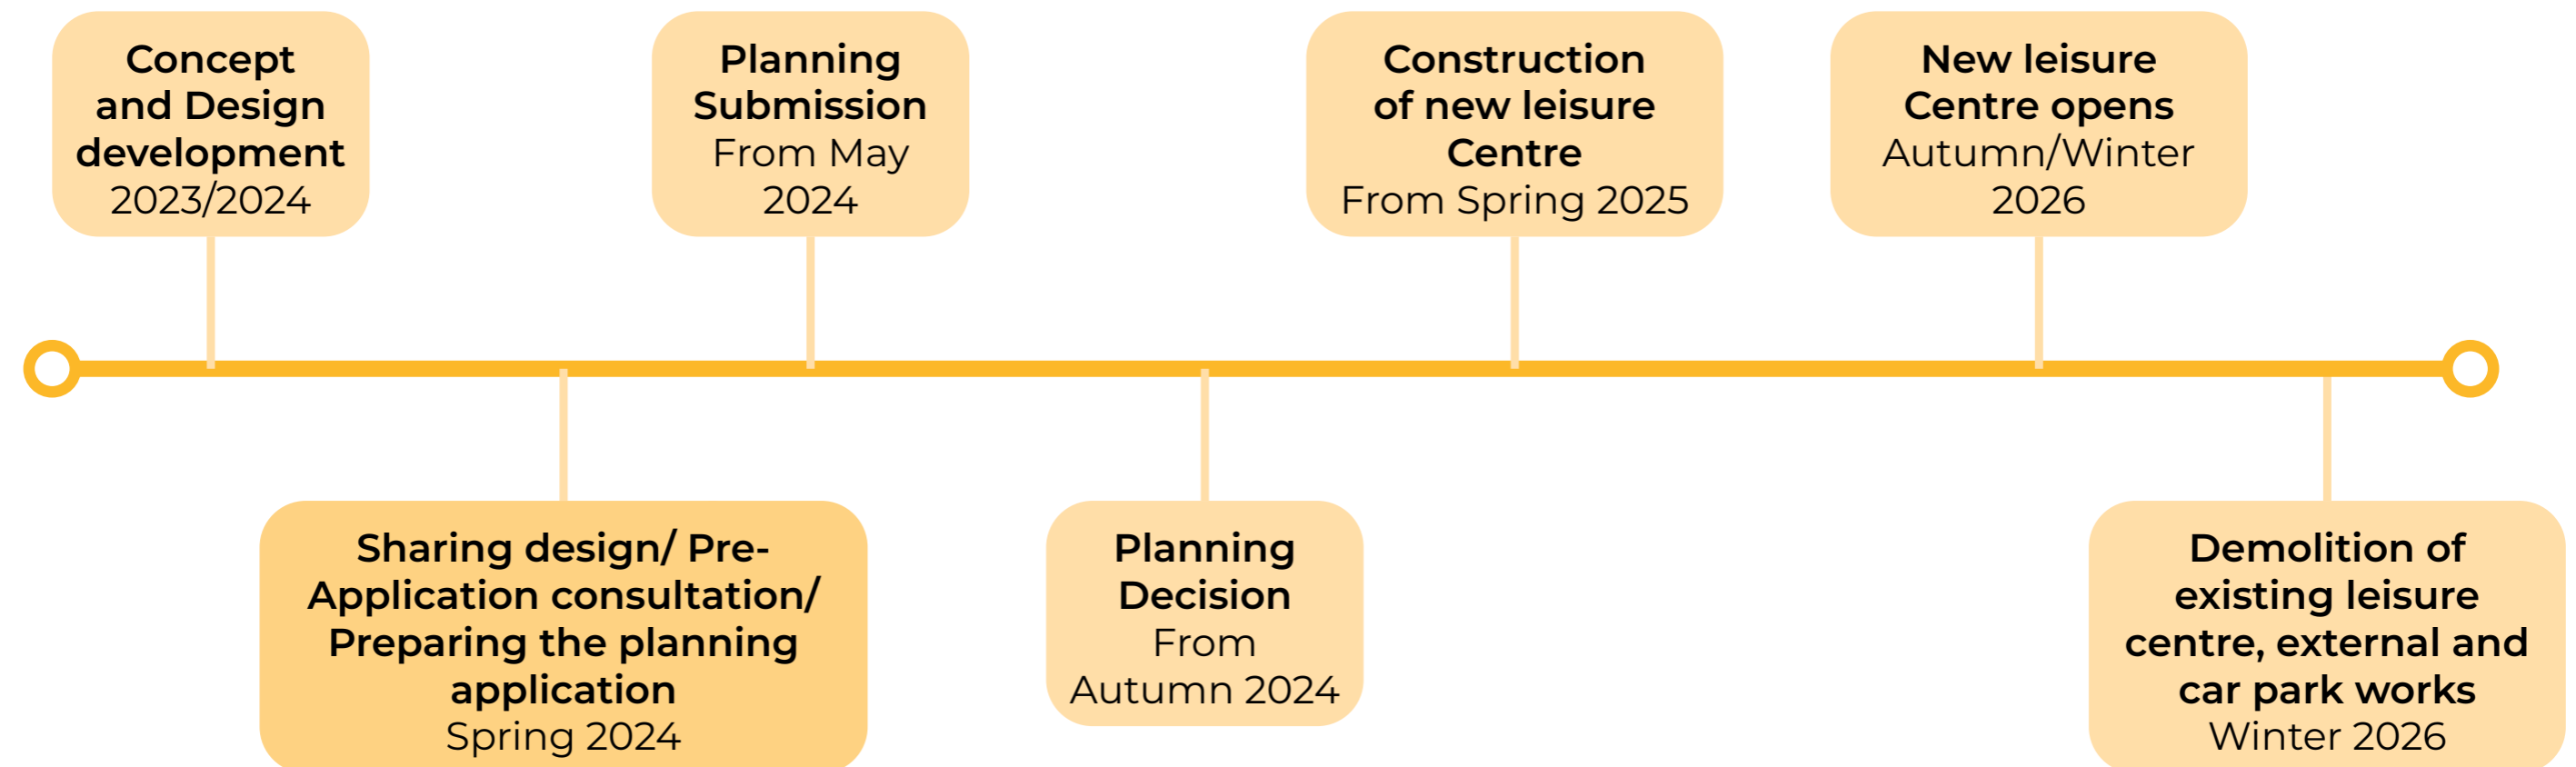 Concept
and Design
development
2023/2024
Sharing design/ Pre-
Application consultation/
Preparing the planning
application
Spring 2024
Planning
Submission
From May
2024
Planning
Decision
From
Autumn 2024
Construction
of new leisure
Centre
From Spring 2025
New leisure
Centre opens
Autumn/Winter
2026
Demolition of
existing leisure
centre, external and
car park works
Winter 2026